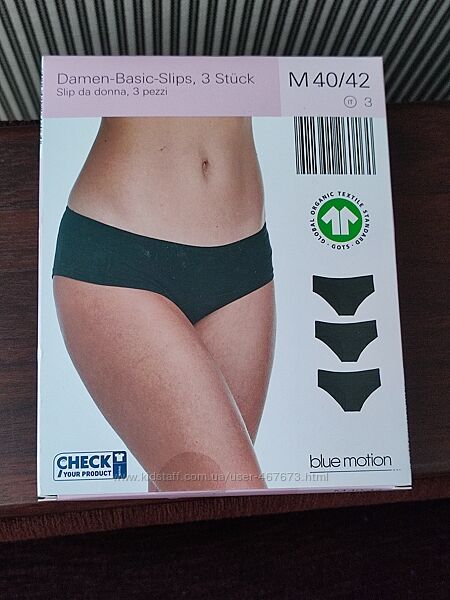 Damen-Basic-Slips, 3 Stück
Slip da donna, 3 pezzi
M 40/42
IT 3
GLOBAL ORGANIC TEXTILE STANDARD · GOTS ·
CHECK
YOUR PRODUCT
blue motion
www.kidstaff.com.ua/user-467673.html